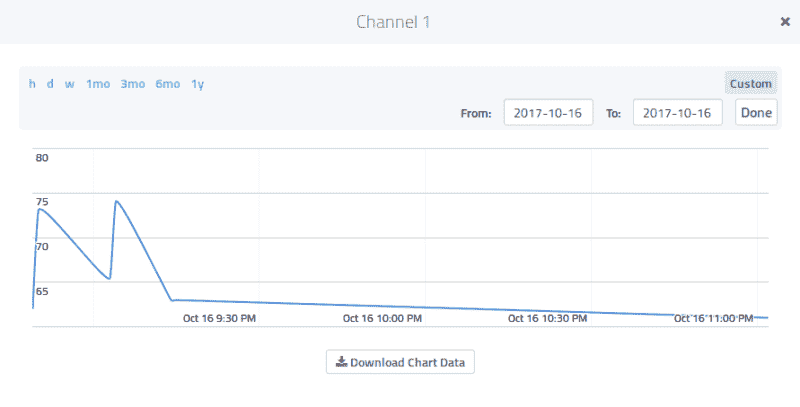 Channel 1 ×
h d w 1mo 3mo 6mo 1y Custom
From: 2017-10-16 To: 2017-10-16 Done
80
75
70
65
Oct 16 9:30 PM Oct 16 10:00 PM Oct 16 10:30 PM Oct 16 11:00 PM
Download Chart Data